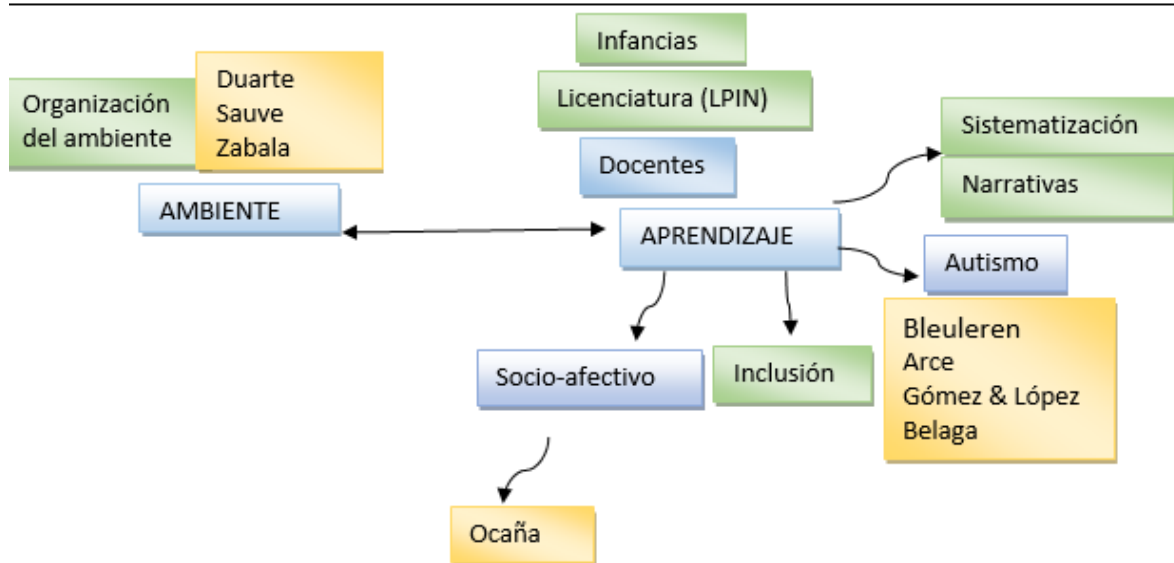 Infancias
Licenciatura (LPIN)
Docentes
Organización
del ambiente
Duarte
Sauve
Zabala
AMBIENTE
APRENDIZAJE
Sistematización
Narrativas
Autismo
Bleuleren
Arce
Gómez & López
Belaga
Socio-afectivo
Inclusión
Ocaña